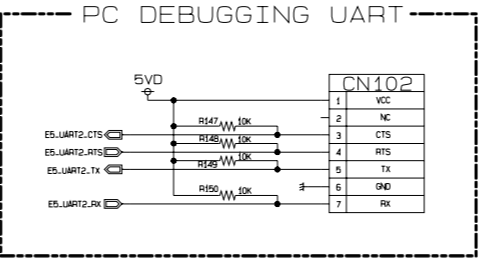 PC DEBUGGING UART
5VD
CN102
1 VCC
2 NC
R147 10K
E5_UART2_CTS 3 CTS
R148 10K
E5_UART2_RTS 4 RTS
R149 10K
E5_UART2_TX 5 TX
6 GND
R150 10K
E5_UART2_RX 7 RX